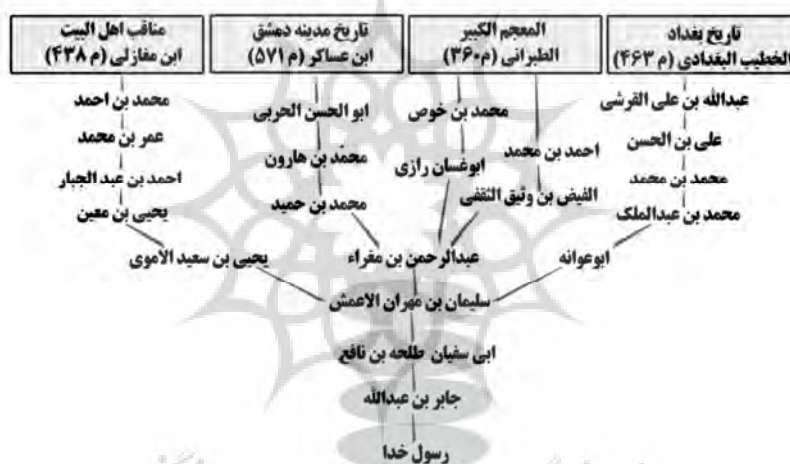 تاریخ بغداد
الخطیب البغدادی (م ۴۶۳)
المعجم الکبیر
الطبرانی (م۳۶۰)
تاریخ مدینه دمشق
ابن عساکر (م ۵۷۱)
مناقب اهل البیت
ابن مغازلی (م ۴۳۸)
عبدالله بن علی القرشی
علی بن الحسن
محمد بن محمد
محمد بن عبدالملک
ابوعوانه
محمد بن خوص
ابوغسان رازی
احمد بن محمد
الفیض بن وثیق الثقفی
ابو الحسن الحربی
محمّد بن هارون
محمد بن حمید
عبدالرحمن بن مغراء
محمد بن احمد
عمر بن محمد
احمد بن عبد الجبار
یحیی بن معین
یحیی بن سعید الاموی
سلیمان بن مهران الاعمش
ابی سفیان طلحه بن نافع
جابر بن عبدالله
رسول خدا